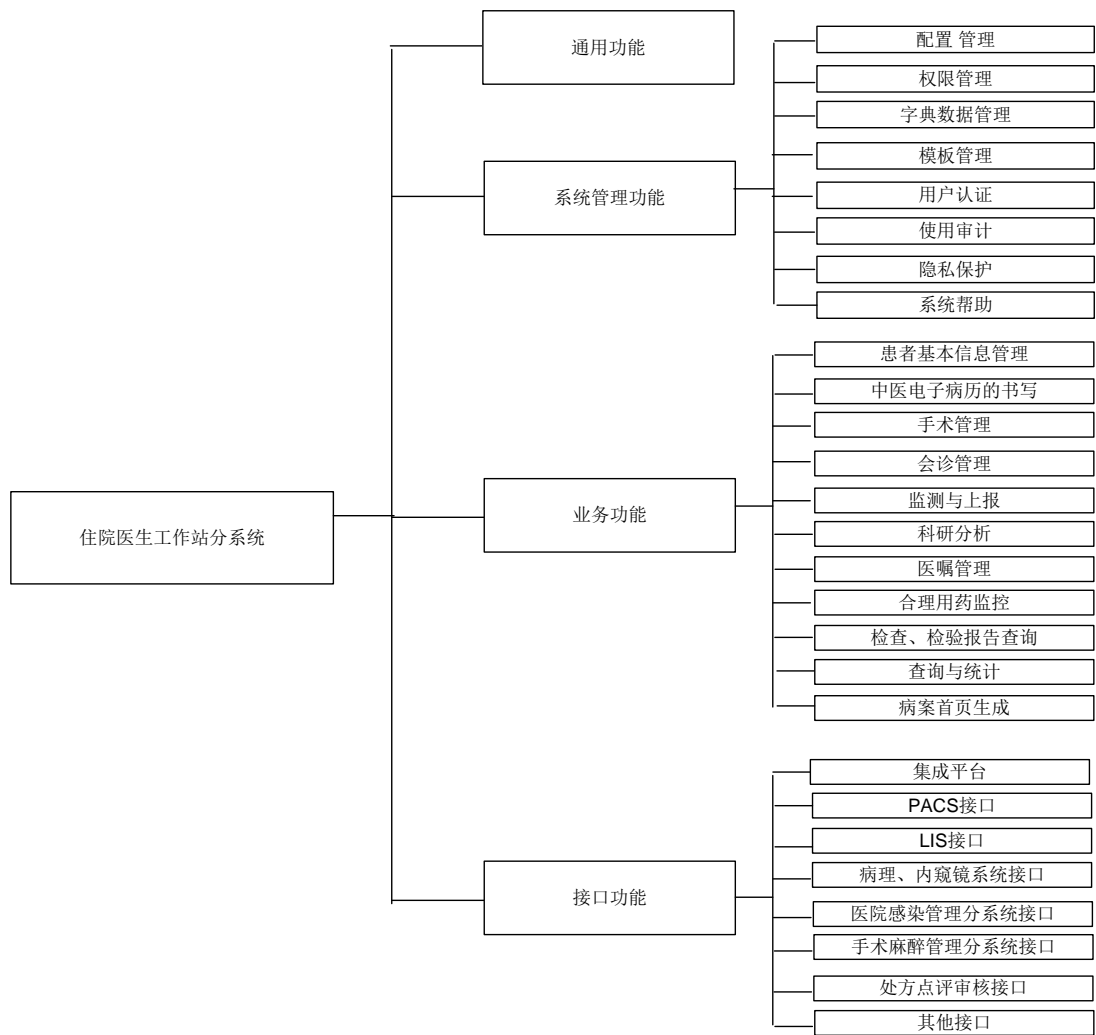 通用功能
配置 管理
权限管理
字典数据管理
模板管理
系统管理功能
用户认证
使用审计
隐私保护
系统帮助
患者基本信息管理
中医电子病历的书写
手术管理
会诊管理
监测与上报
住院医生工作站分系统
业务功能
科研分析
医嘱管理
合理用药监控
检查、检验报告查询
查询与统计
病案首页生成
集成平台
PACS接口
LIS接口
病理、内窥镜系统接口
接口功能
医院感染管理分系统接口
手术麻醉管理分系统接口
处方点评审核接口
其他接口